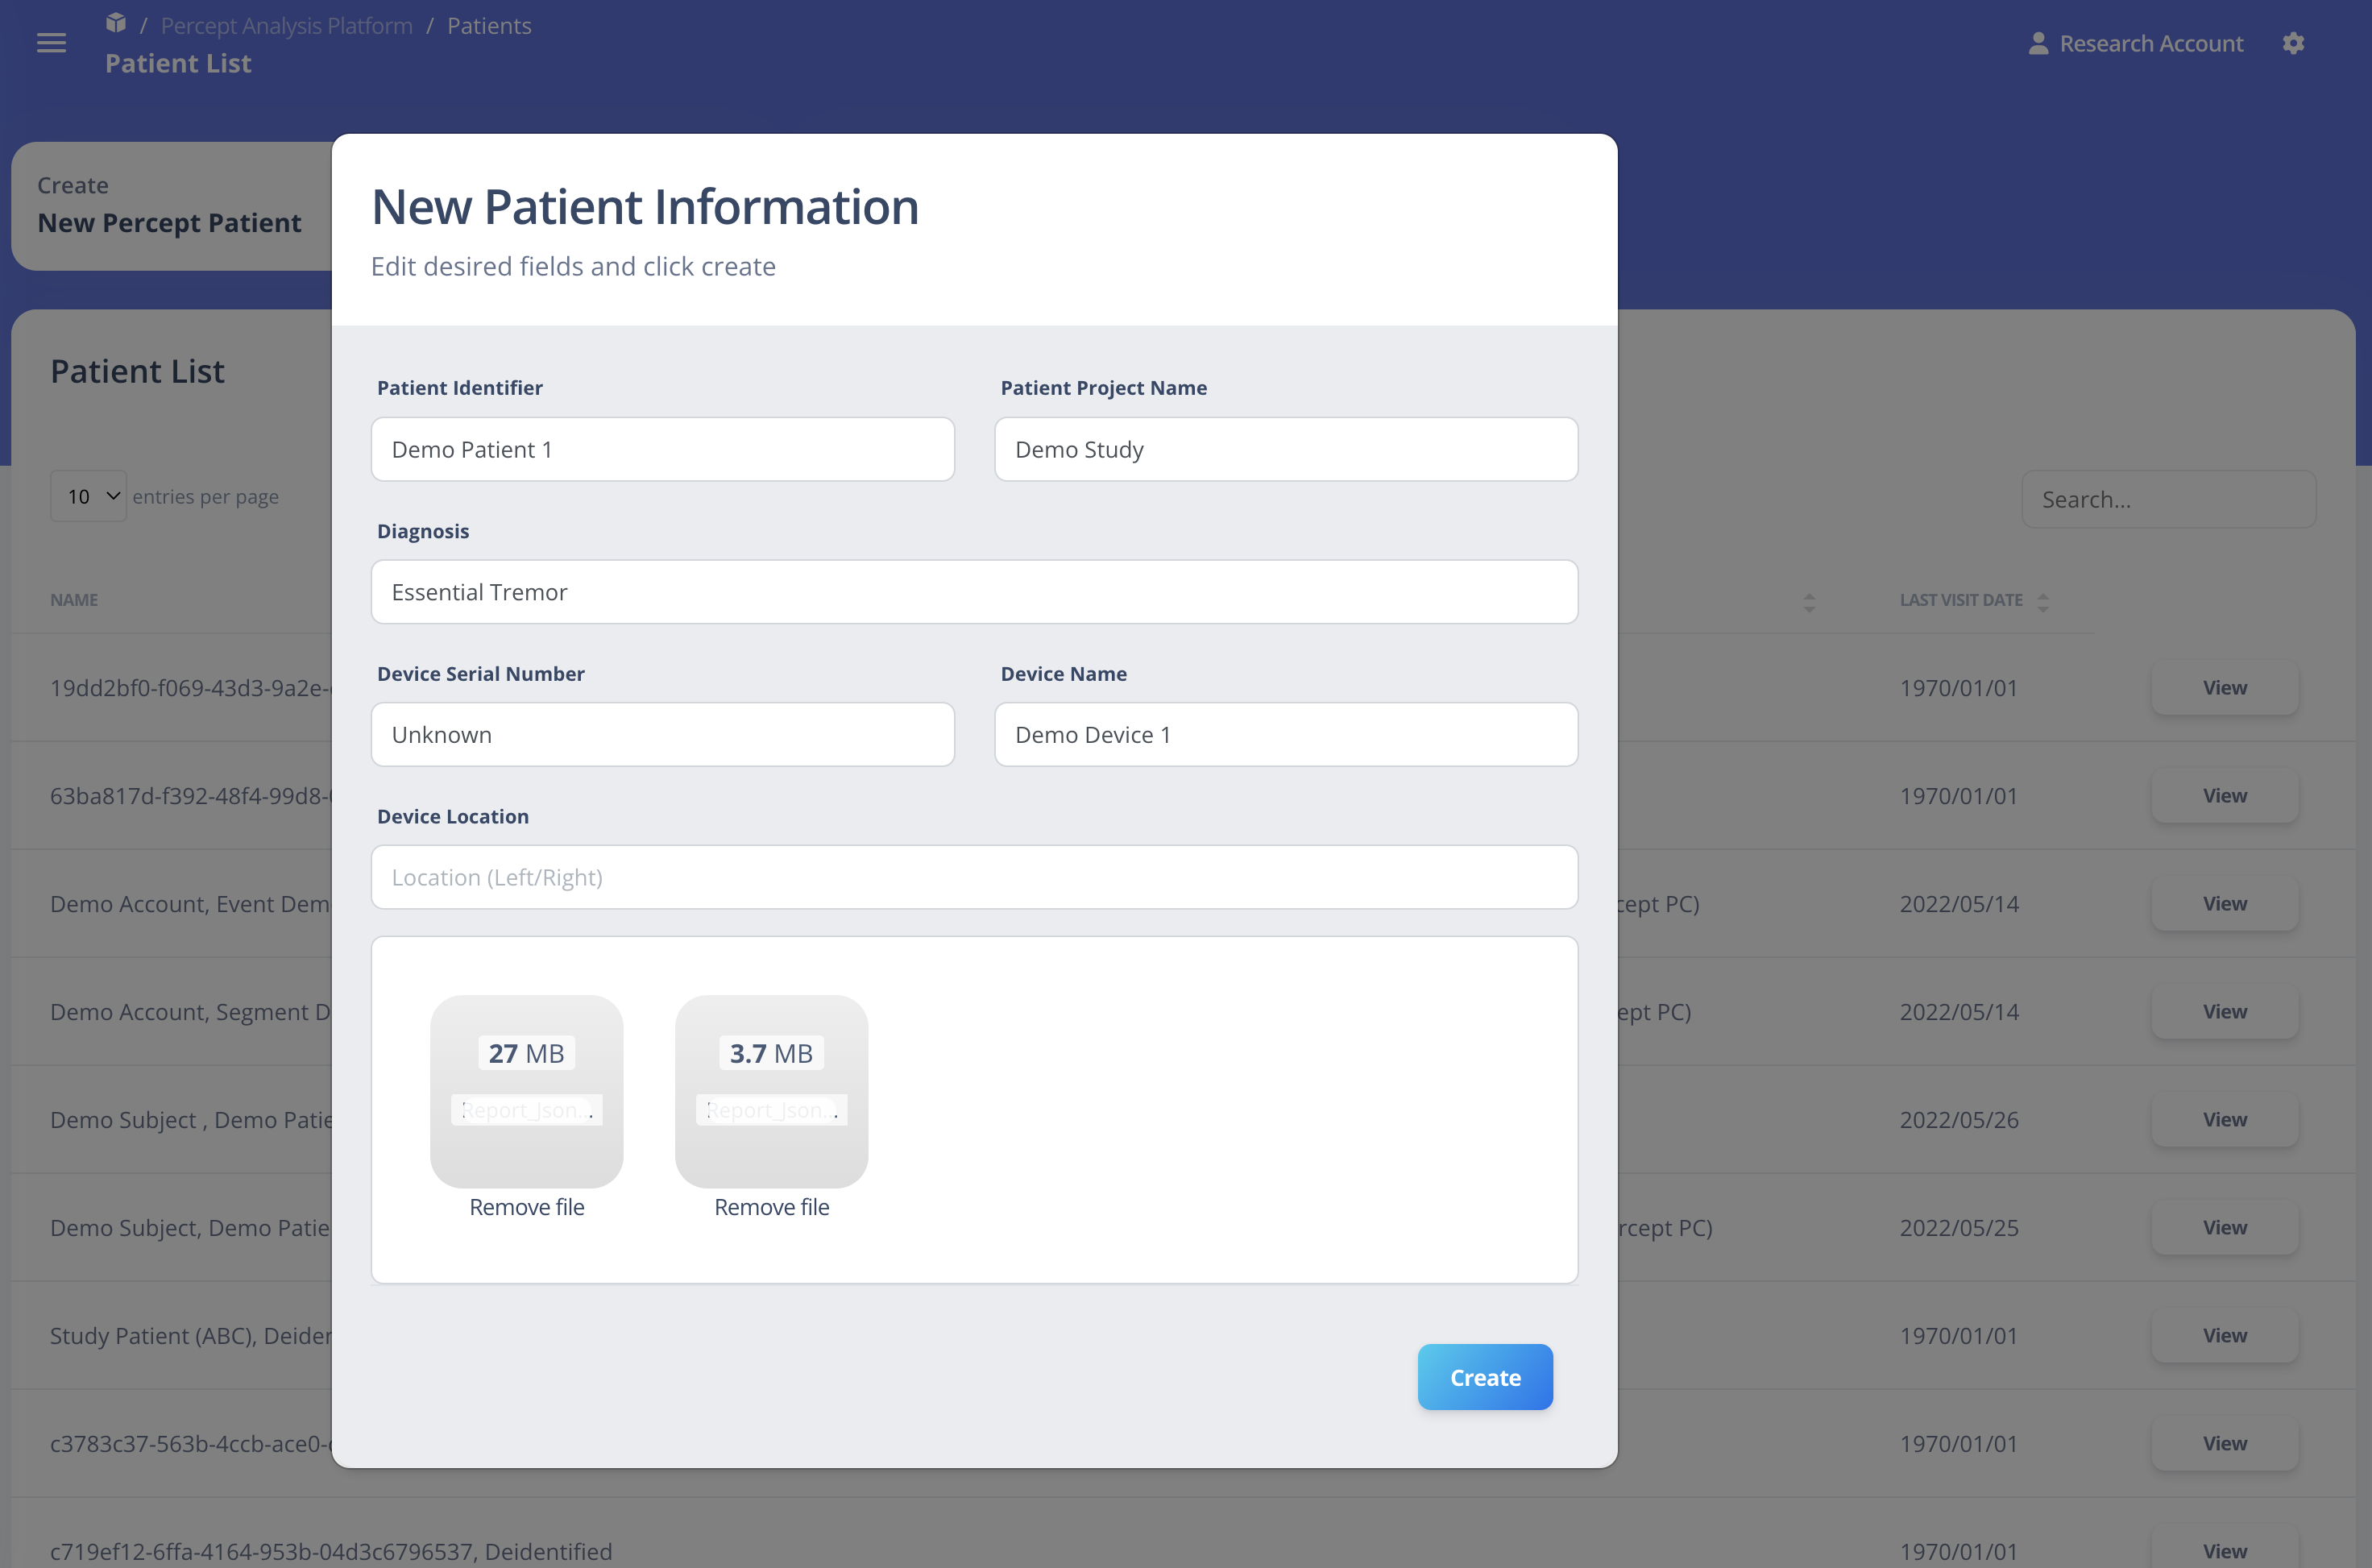 / Percept Analysis Platform / Patients
Patient List
Research Account
Create
New Percept Patient
Patient List
10 entries per page
Search...
NAME
LAST VISIT DATE
19dd2bf0-f069-43d3-9a2e-
1970/01/01
View
63ba817d-f392-48f4-99d8-
1970/01/01
View
Demo Account, Event Dem
cept PC)
2022/05/14
View
Demo Account, Segment D
ept PC)
2022/05/14
View
Demo Subject , Demo Patie
2022/05/26
View
Demo Subject, Demo Patie
rcept PC)
2022/05/25
View
Study Patient (ABC), Deiden
1970/01/01
View
c3783c37-563b-4ccb-ace0-
1970/01/01
View
c719ef12-6ffa-4164-953b-04d3c6796537, Deidentified
1970/01/01
View
New Patient Information
Edit desired fields and click create
Patient Identifier
Demo Patient 1
Patient Project Name
Demo Study
Diagnosis
Essential Tremor
Device Serial Number
Unknown
Device Name
Demo Device 1
Device Location
Location (Left/Right)
27 MB
Report_Json...
Remove file
3.7 MB
Report_Json...
Remove file
Create